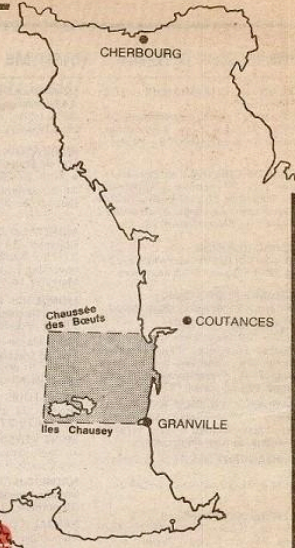 CHERBOURG
Chaussée
des Bœufs
COUTANCES
GRANVILLE
Iles Chausey